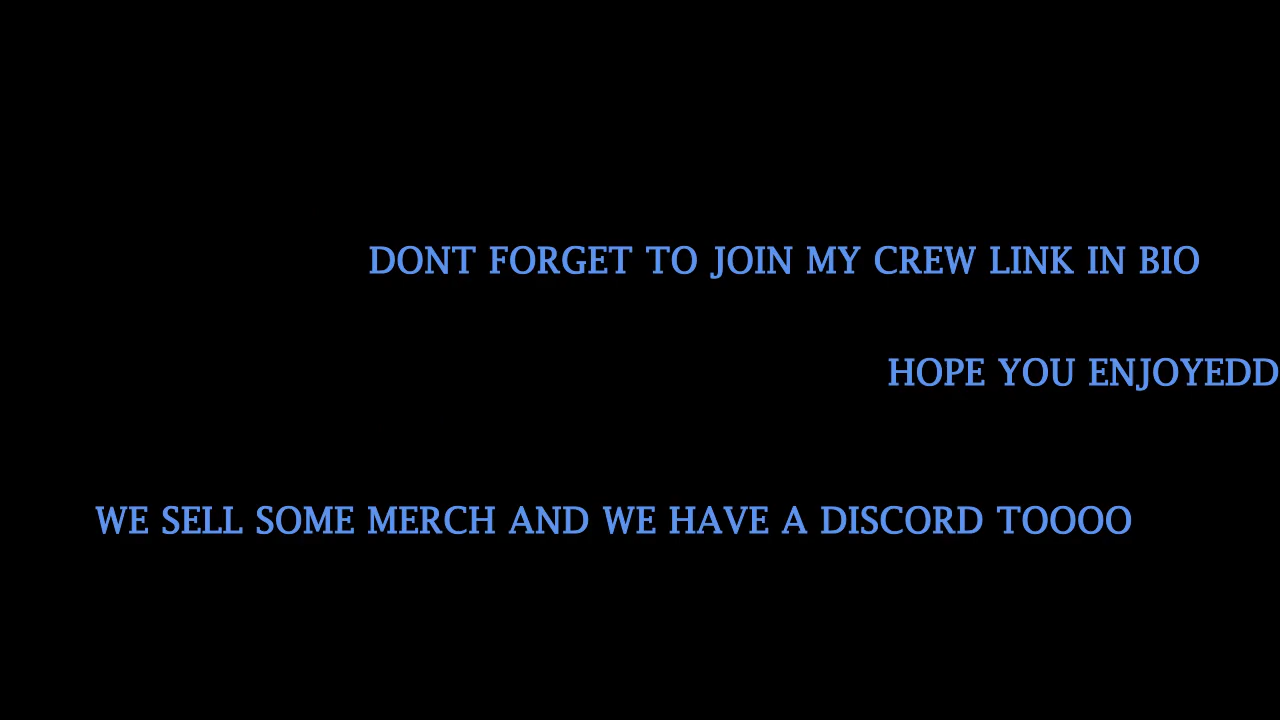 DONT FORGET TO JOIN MY CREW LINK IN BIO
HOPE YOU ENJOYEDD
WE SELL SOME MERCH AND WE HAVE A DISCORD TOOOO